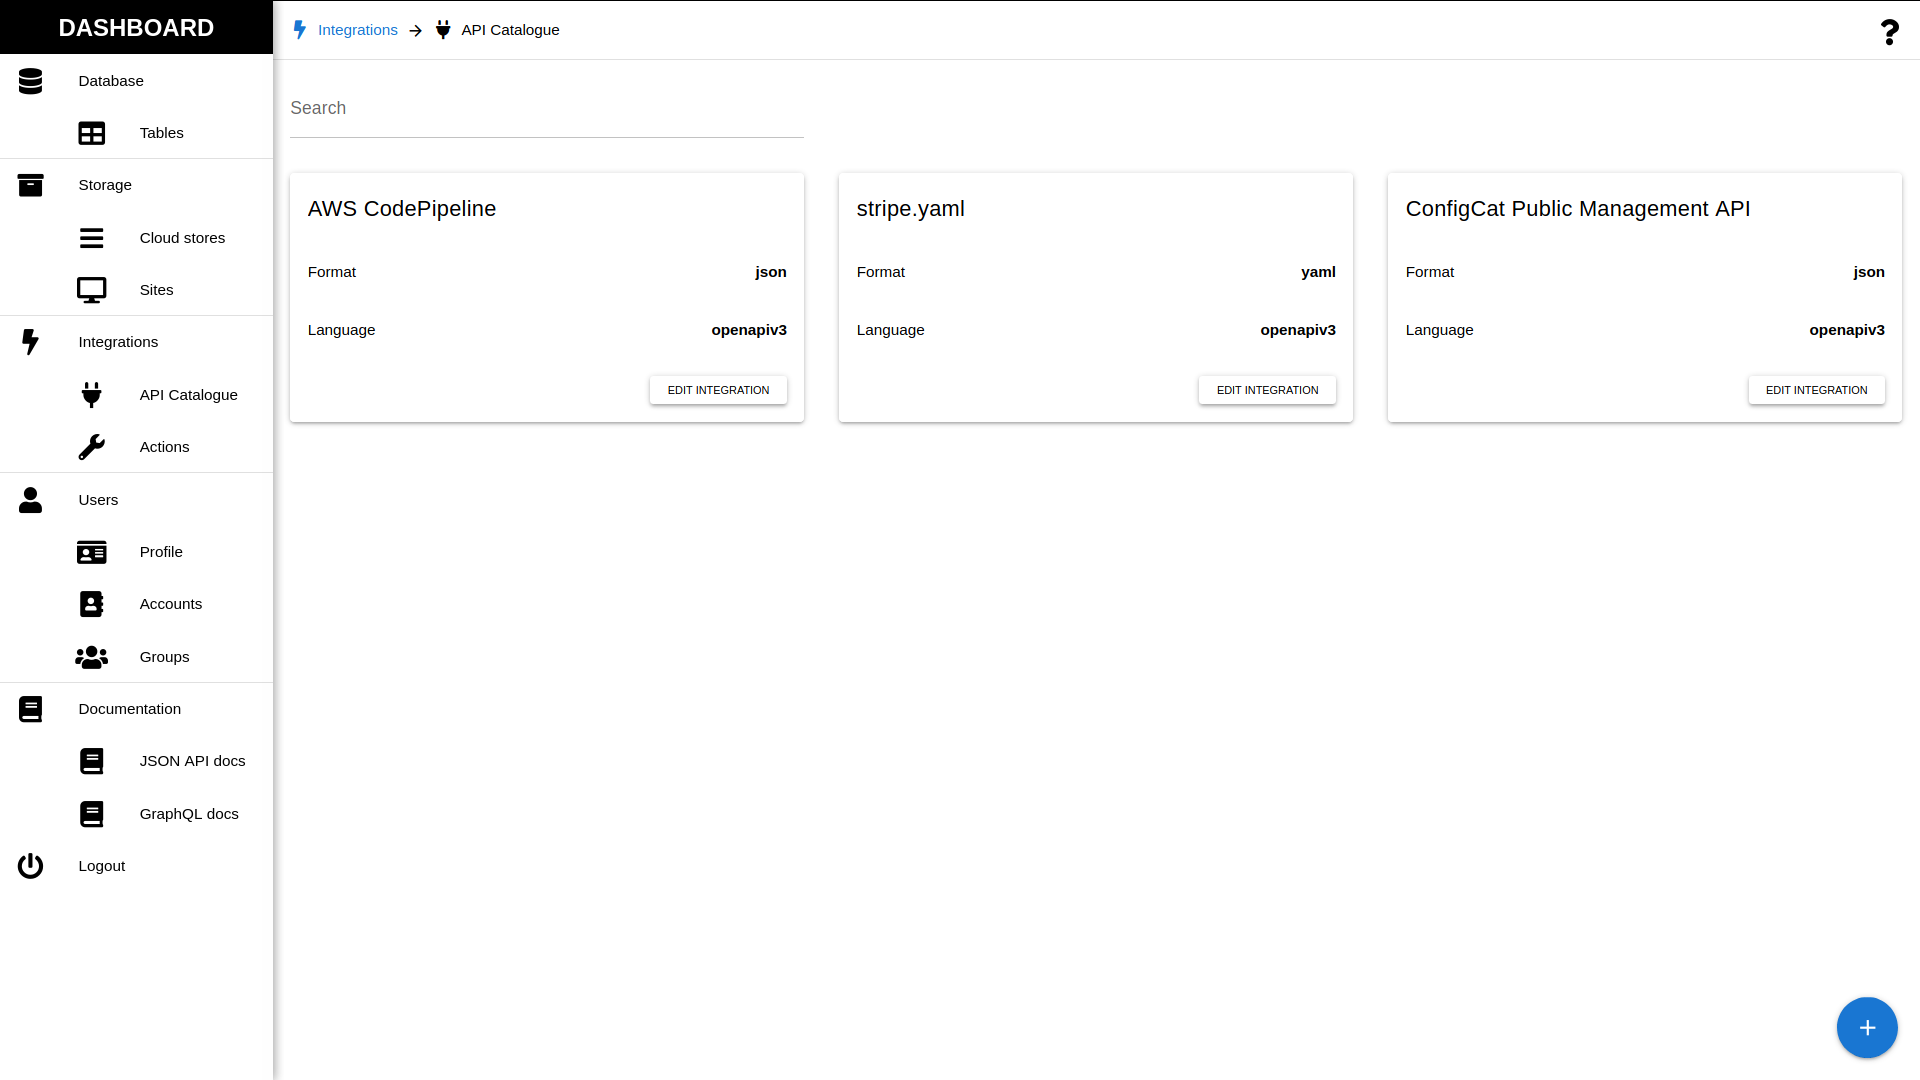 DASHBOARD
Database
Tables
Storage
Cloud stores
Sites
Integrations
API Catalogue
Actions
Users
Profile
Accounts
Groups
Documentation
JSON API docs
GraphQL docs
Logout
Integrations → API Catalogue
Search
AWS CodePipeline
Format json
Language openapiv3
EDIT INTEGRATION
stripe.yaml
Format yaml
Language openapiv3
EDIT INTEGRATION
ConfigCat Public Management API
Format json
Language openapiv3
EDIT INTEGRATION